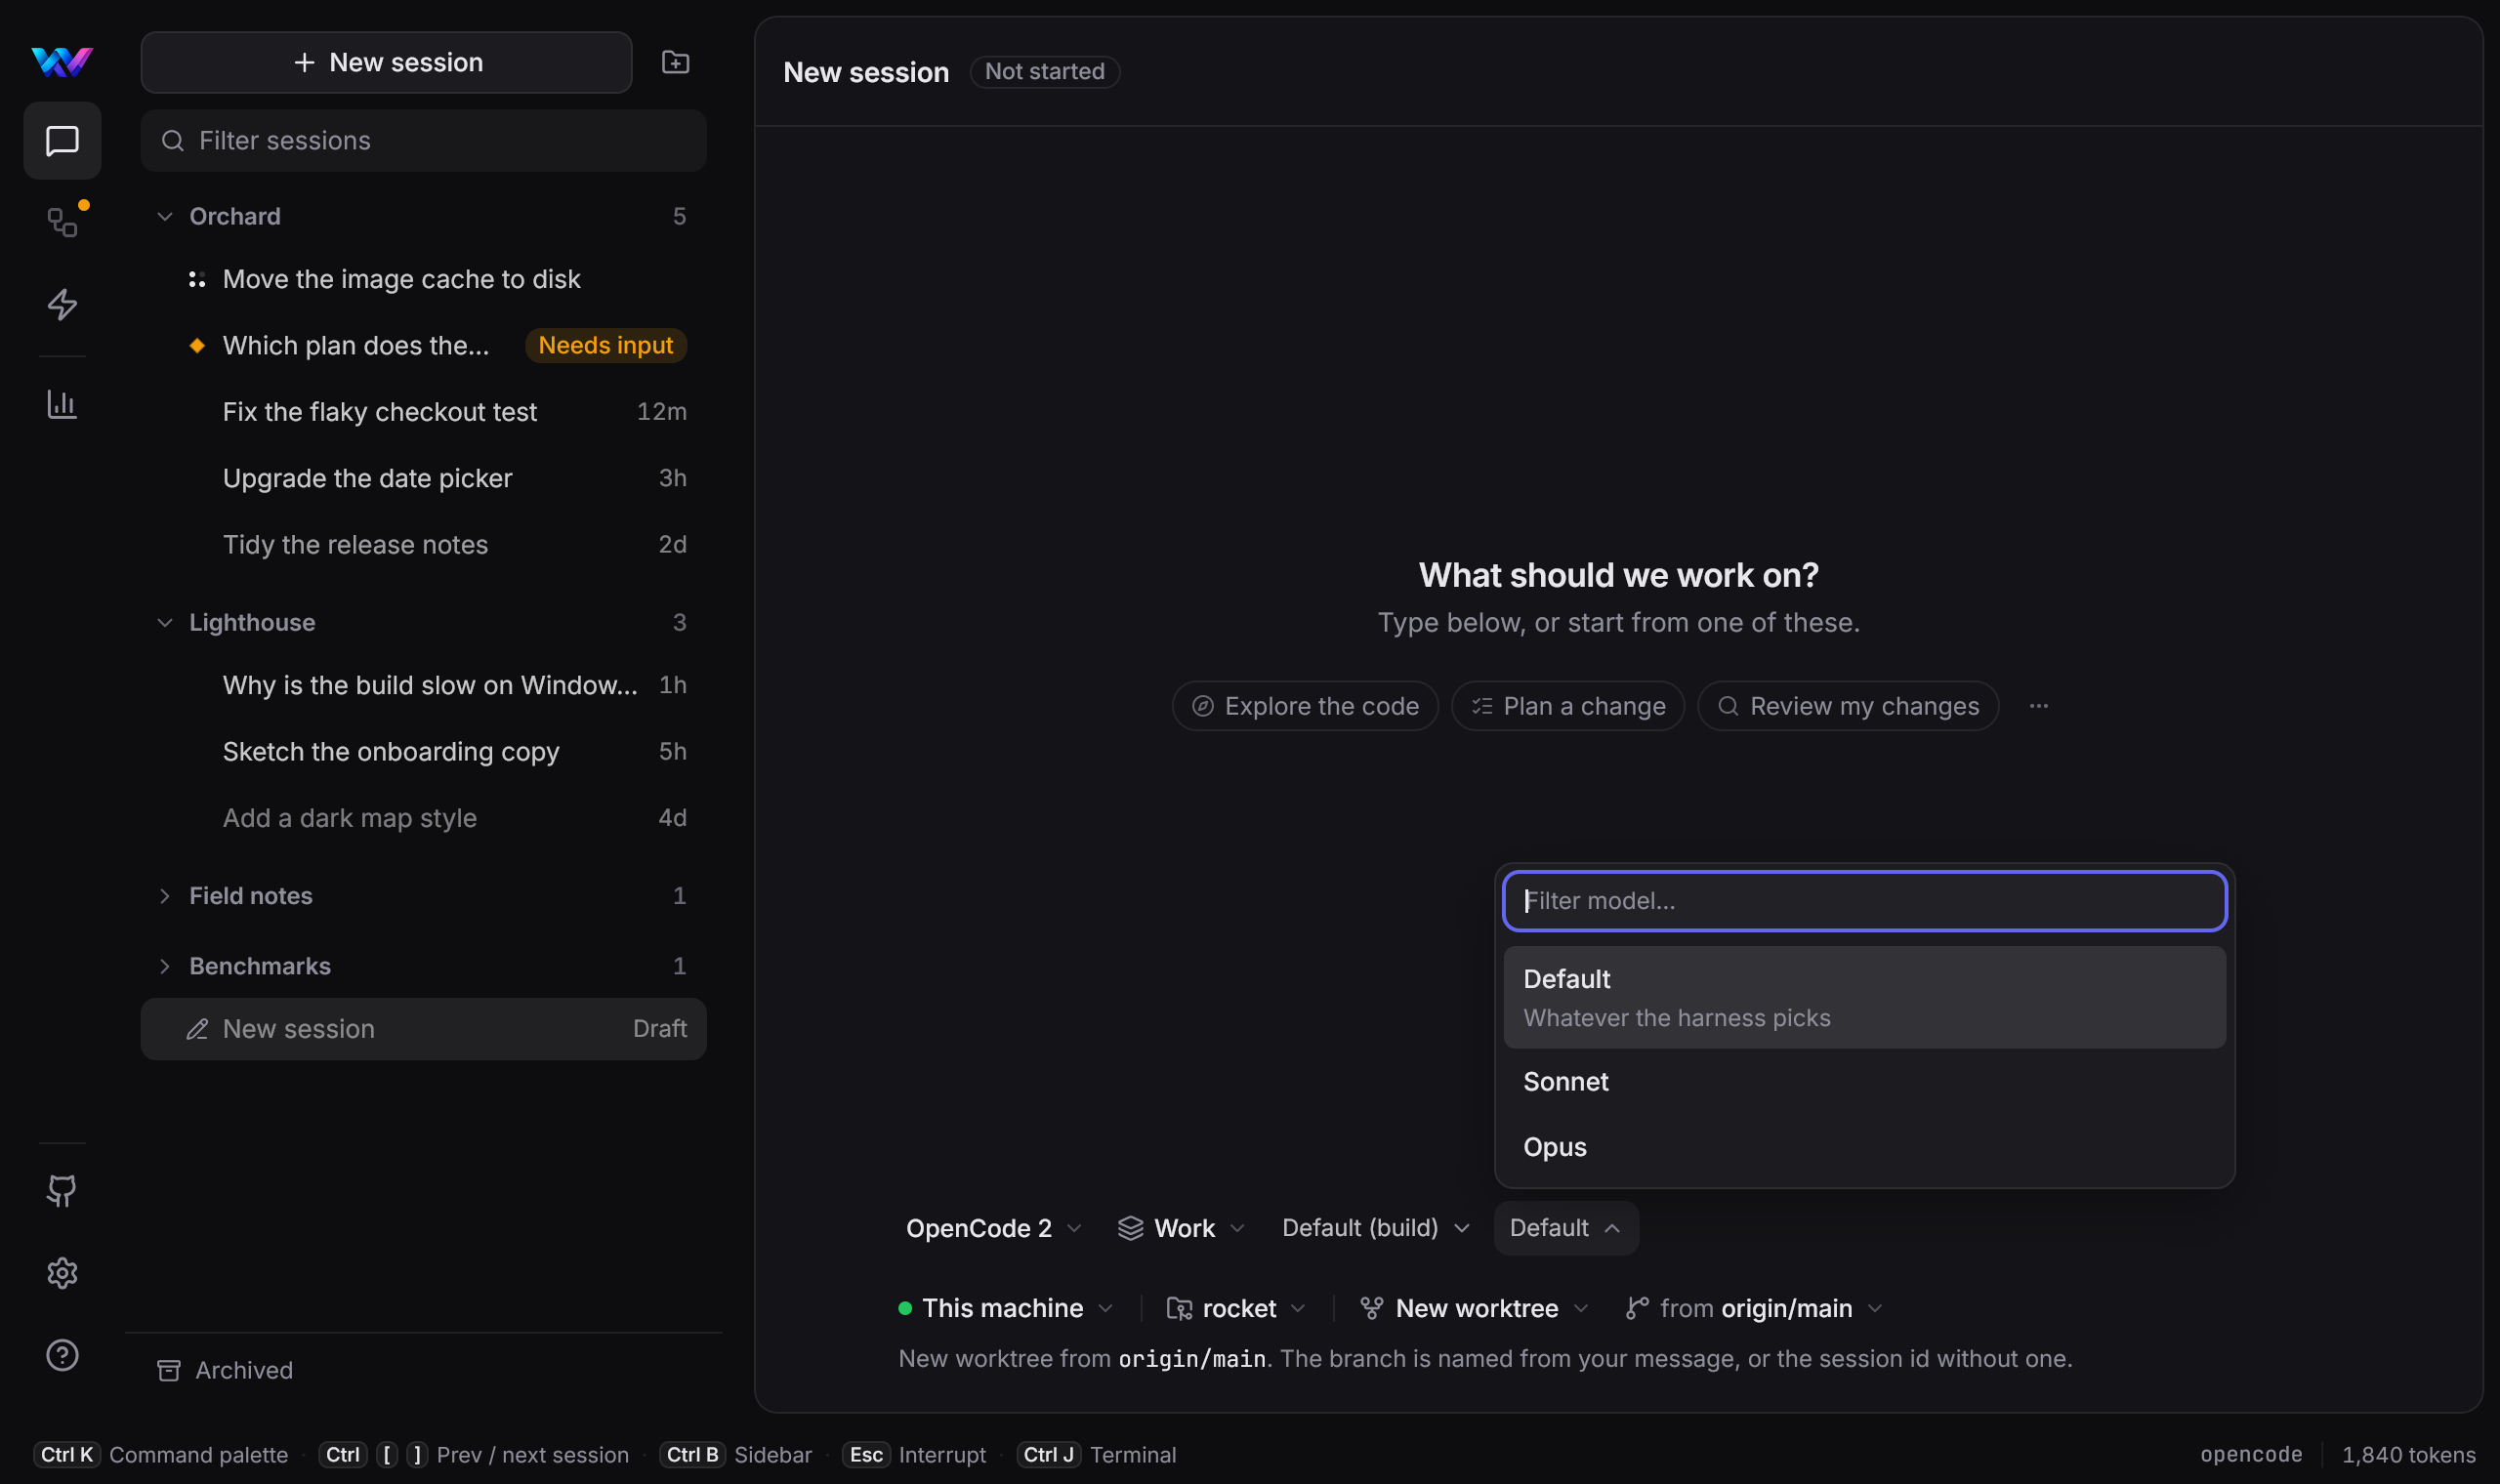 New session
Filter sessions
Orchard 5
Move the image cache to disk
Which plan does the... Needs input
Fix the flaky checkout test 12m
Upgrade the date picker 3h
Tidy the release notes 2d
Lighthouse 3
Why is the build slow on Window... 1h
Sketch the onboarding copy 5h
Add a dark map style 4d
Field notes 1
Benchmarks 1
New session Draft
Archived
New session Not started
What should we work on?
Type below, or start from one of these.
Explore the code Plan a change Review my changes ...
Filter model...
Default
Whatever the harness picks
Sonnet
Opus
OpenCode 2 Work Default (build) Default
This machine rocket New worktree from origin/main
New worktree from origin/main. The branch is named from your message, or the session id without one.
Ctrl K Command palette · Ctrl [ ] Prev / next session · Ctrl B Sidebar · Esc Interrupt · Ctrl J Terminal
opencode 1,840 tokens